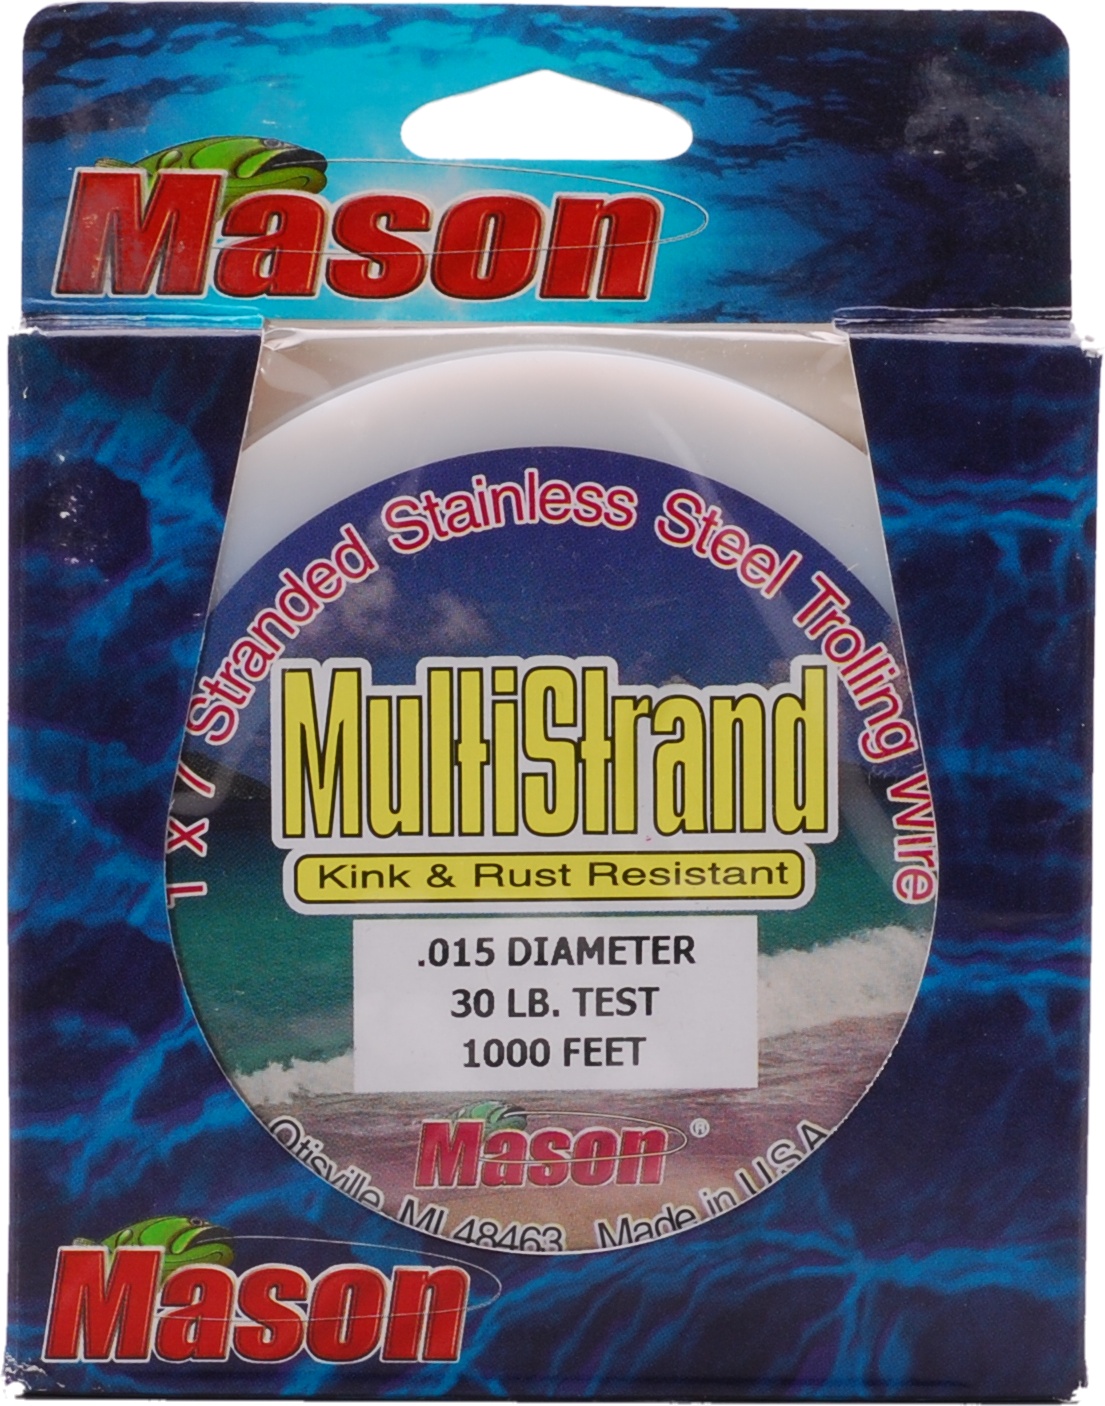 Mason
1 x 7 Stranded Stainless Steel Trolling Wire
MultiStrand
Kink & Rust Resistant
.015 DIAMETER
30 LB. TEST
1000 FEET
Mason®
Otisville, MI 48463 Made in U.S.A.
Mason